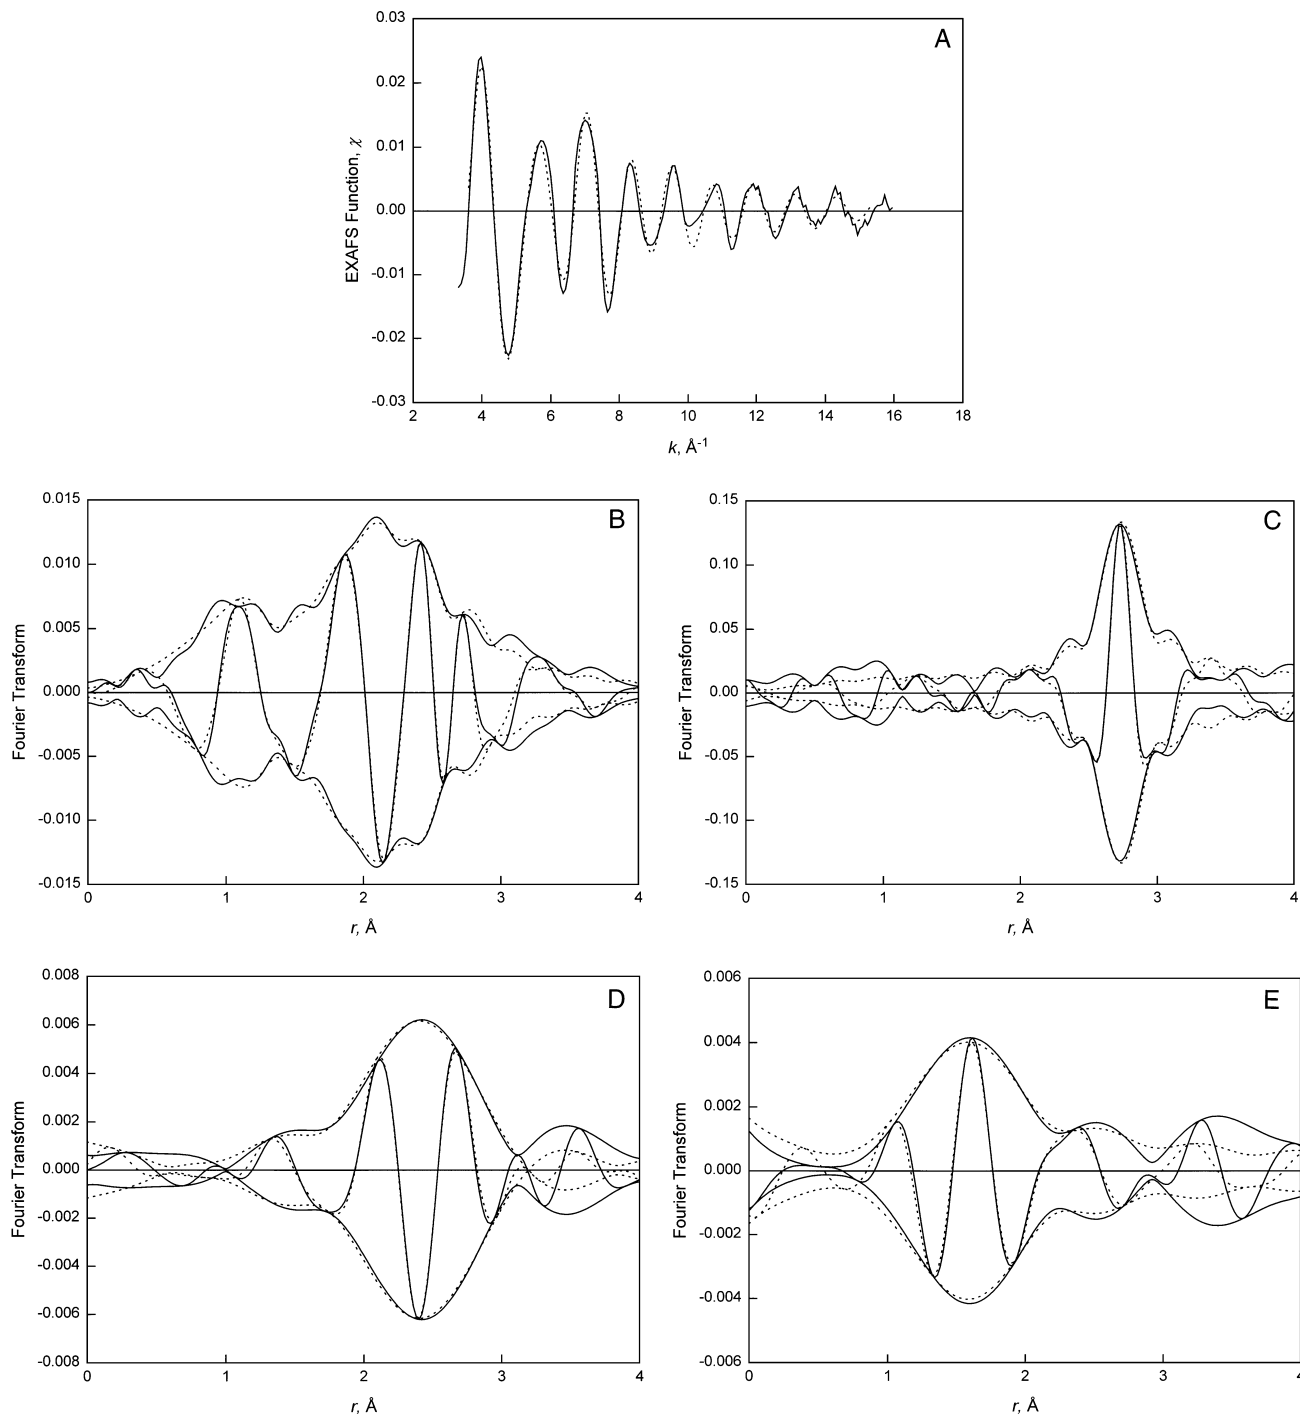 A
0.03
0.02
0.01
0.00
-0.01
-0.02
-0.03
EXAFS Function, χ
2 4 6 8 10 12 14 16 18
k, Å-1
B
0.015
0.010
0.005
0.000
-0.005
-0.010
-0.015
Fourier Transform
0 1 2 3 4
r, Å
C
0.15
0.10
0.05
0.00
-0.05
-0.10
-0.15
Fourier Transform
0 1 2 3 4
r, Å
D
0.008
0.006
0.004
0.002
0.000
-0.002
-0.004
-0.006
-0.008
Fourier Transform
0 1 2 3 4
r, Å
E
0.006
0.004
0.002
0.000
-0.002
-0.004
-0.006
Fourier Transform
0 1 2 3
r, Å